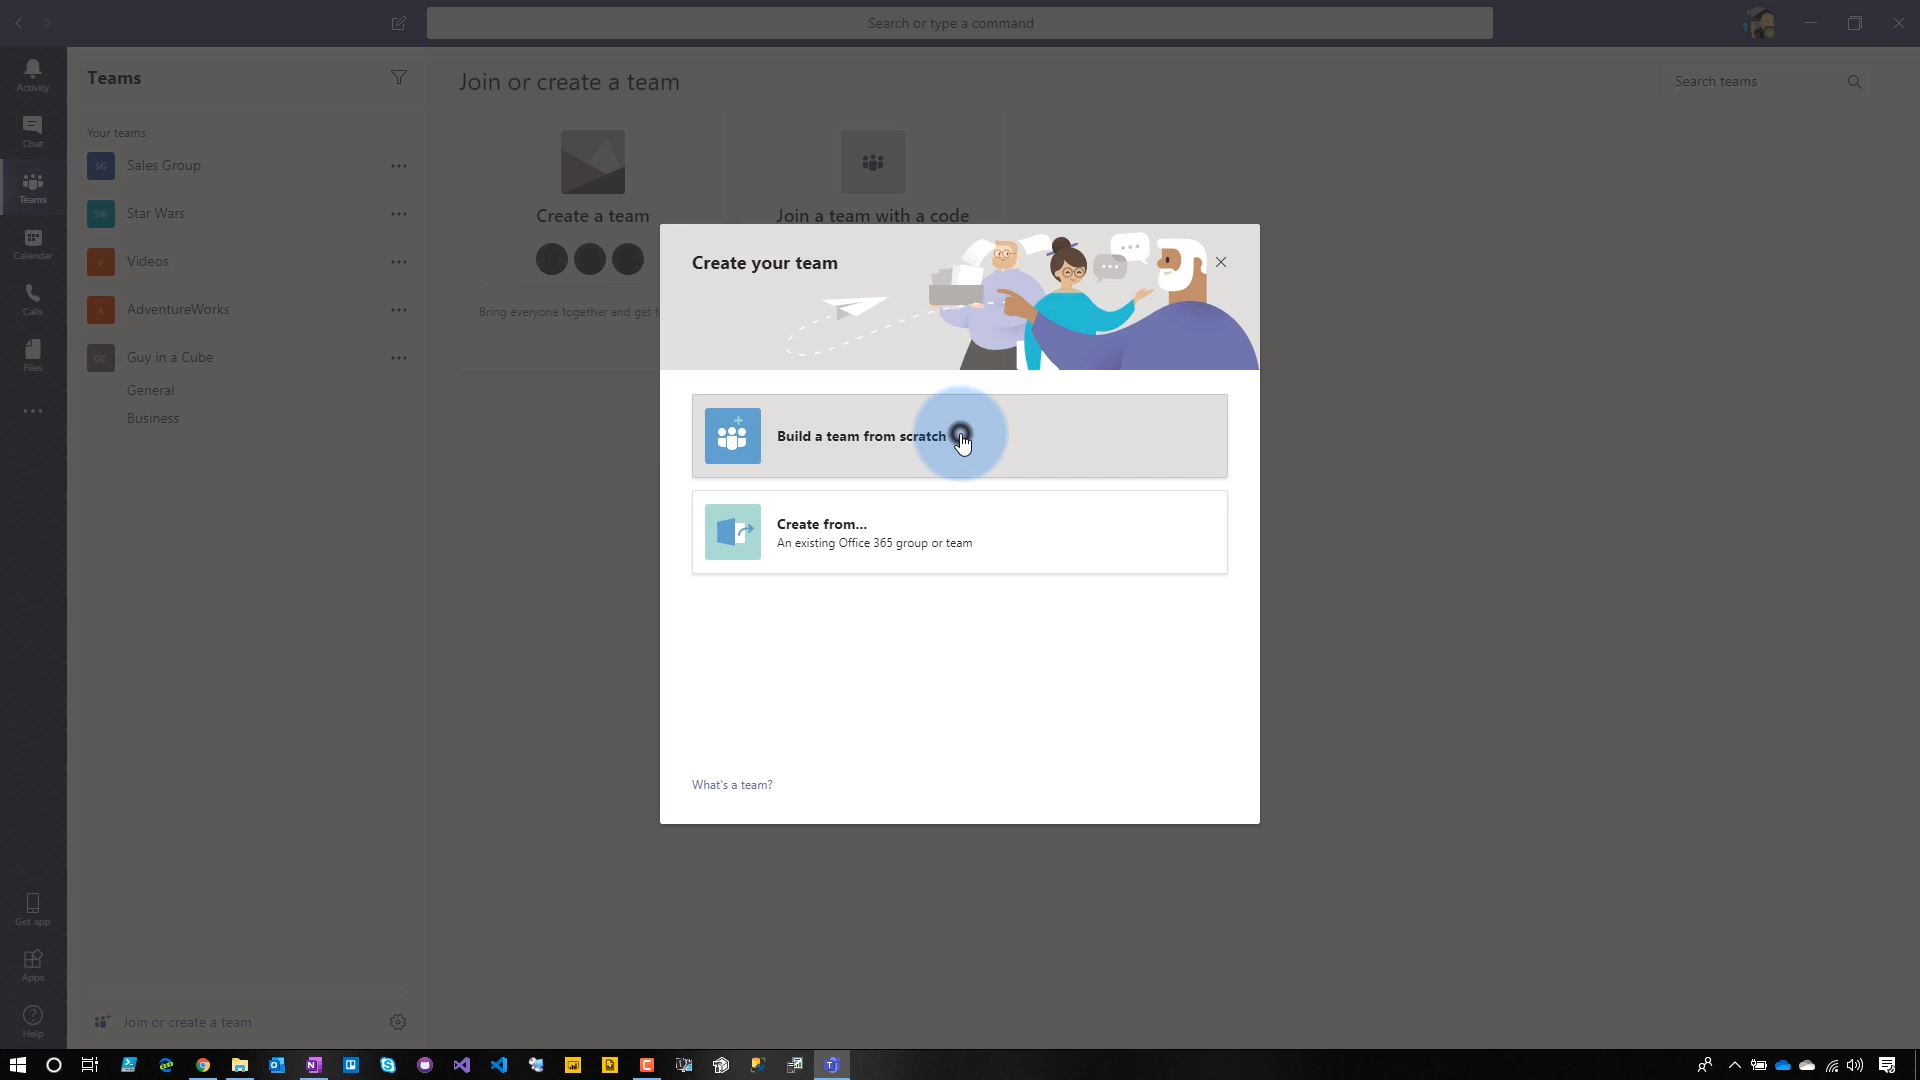 Search or type a command
Activity
Chat
Teams
Calendar
Calls
Files
Get app
Apps
Help
Teams
Your teams
SG Sales Group
SW Star Wars
V Videos
A AdventureWorks
GC Guy in a Cube
General
Business
Join or create a team
Join or create a team
Search teams
Create a team
Join a team with a code
Bring everyone together and get t
Create your team
Build a team from scratch
Create from...
An existing Office 365 group or team
What's a team?